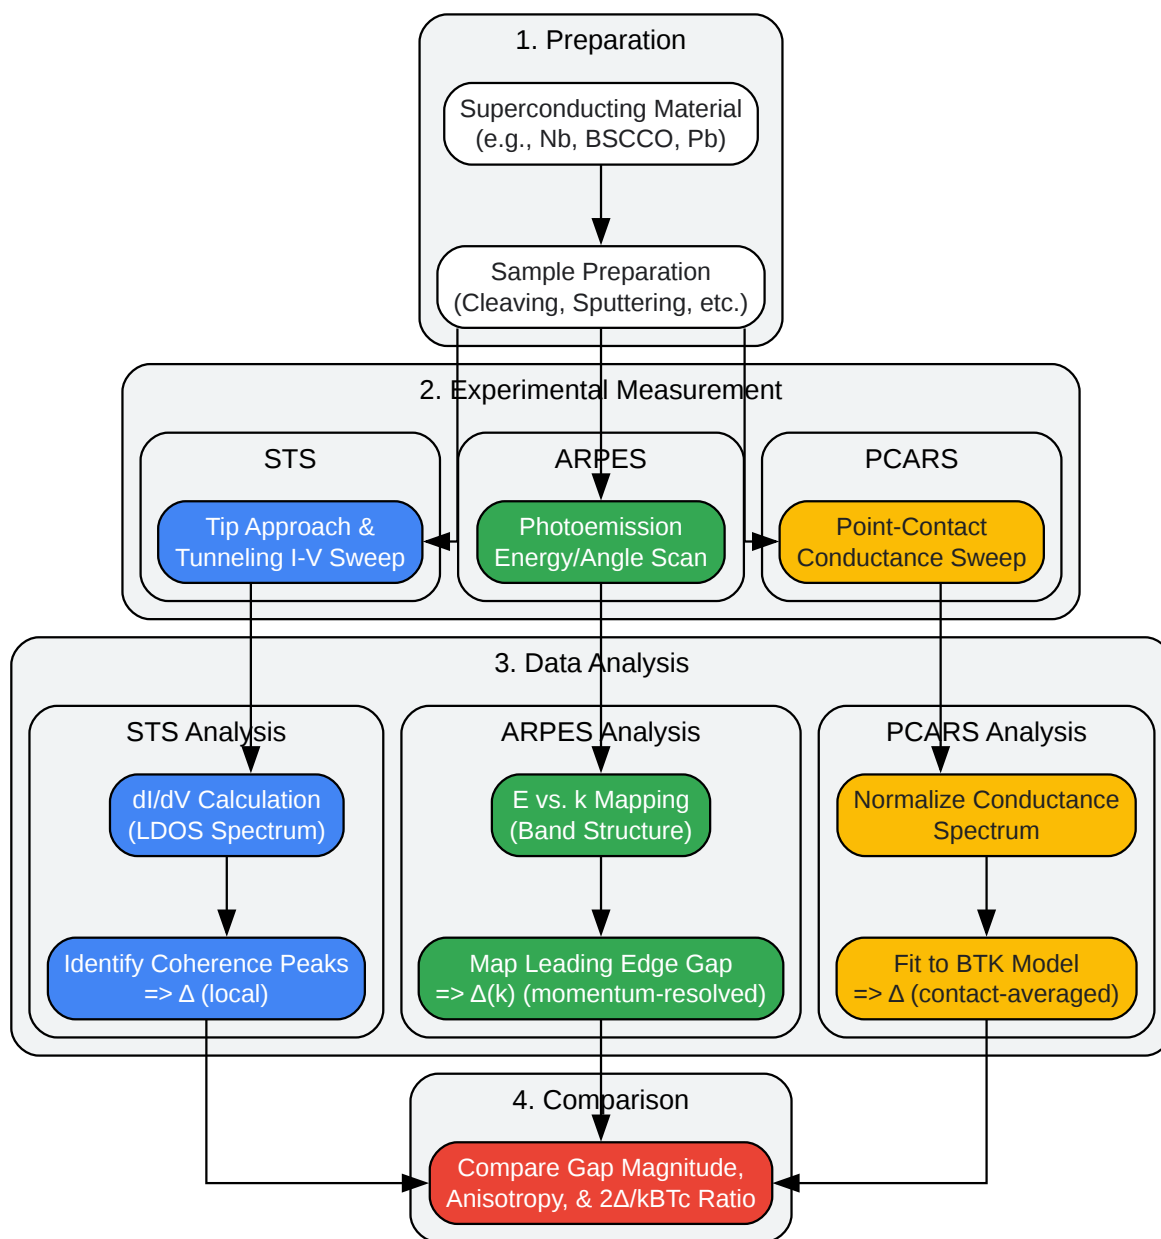 1. Preparation
Superconducting Material
(e.g., Nb, BSCCO, Pb)
Sample Preparation
(Cleaving, Sputtering, etc.)
2. Experimental Measurement
STS
ARPES
PCARS
Tip Approach &
Tunneling I-V Sweep
Photoemission
Energy/Angle Scan
Point-Contact
Conductance Sweep
3. Data Analysis
STS Analysis
ARPES Analysis
PCARS Analysis
dI/dV Calculation
(LDOS Spectrum)
E vs. k Mapping
(Band Structure)
Normalize Conductance
Spectrum
Identify Coherence Peaks
=> Δ (local)
Map Leading Edge Gap
=> Δ(k) (momentum-resolved)
Fit to BTK Model
=> Δ (contact-averaged)
4. Comparison
Compare Gap Magnitude,
Anisotropy, & 2Δ/kBTc Ratio